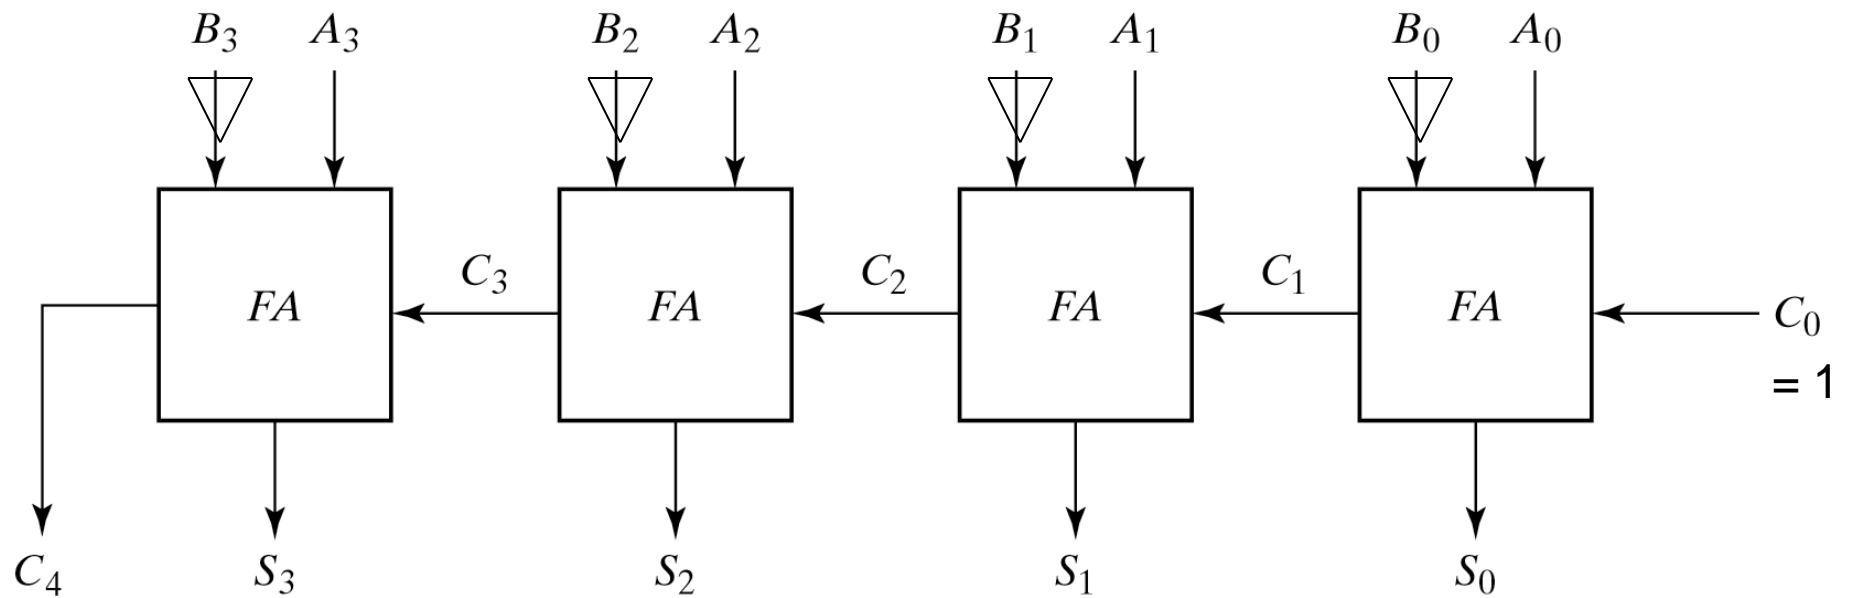 B₃ A₃ B₂ A₂ B₁ A₁ B₀ A₀
C₃ C₂ C₁
FA FA FA FA C₀
= 1
C₄ S₃ S₂ S₁ S₀